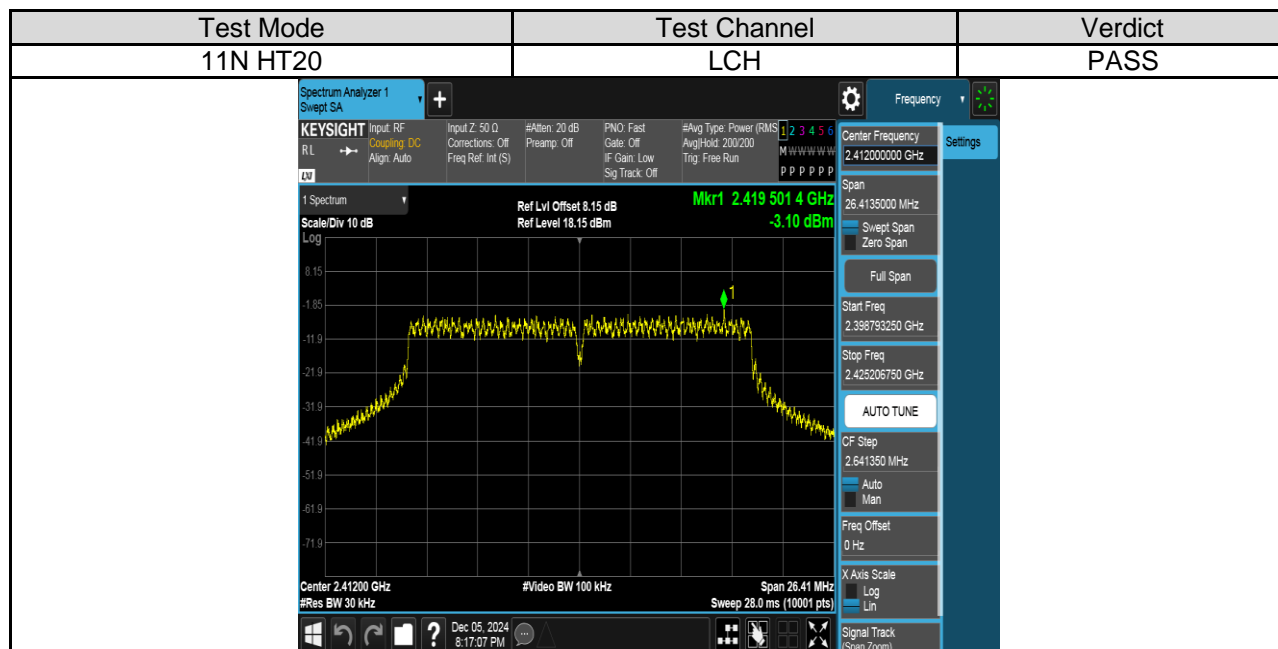 Test Mode Test Channel Verdict
11N HT20 LCH PASS
Spectrum Analyzer 1
Swept SA
+
Frequency
KEYSIGHT
RL
LXI
Input: RF
Coupling: DC
Align: Auto
Input Z: 50 Ω
Corrections: Off
Freq Ref: Int (S)
#Atten: 20 dB
Preamp: Off
PNO: Fast
Gate: Off
IF Gain: Low
Sig Track: Off
#Avg Type: Power (RMS
Avg|Hold: 200/200
Trig: Free Run
1 2 3 4 5 6
M W W W W W
P P P P P P
1 Spectrum
Scale/Div 10 dB
Ref Lvl Offset 8.15 dB
Ref Level 18.15 dBm
Mkr1 2.419 501 4 GHz
-3.10 dBm
Log
8.15
-1.85
-11.9
-21.9
-31.9
-41.9
-51.9
-61.9
-71.9
1
Center 2.41200 GHz
#Res BW 30 kHz
#Video BW 100 kHz
Span 26.41 MHz
Sweep 28.0 ms (10001 pts)
Center Frequency
2.412000000 GHz
Settings
Span
26.4135000 MHz
Swept Span
Zero Span
Full Span
Start Freq
2.398793250 GHz
Stop Freq
2.425206750 GHz
AUTO TUNE
CF Step
2.641350 MHz
Auto
Man
Freq Offset
0 Hz
X Axis Scale
Log
Lin
Signal Track
(Span Zoom)
?
Dec 05, 2024
8:17:07 PM